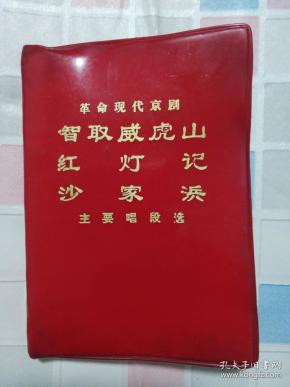 革命现代京剧
智取威虎山
红灯记
沙家浜
主要唱段选
孔夫子旧书网